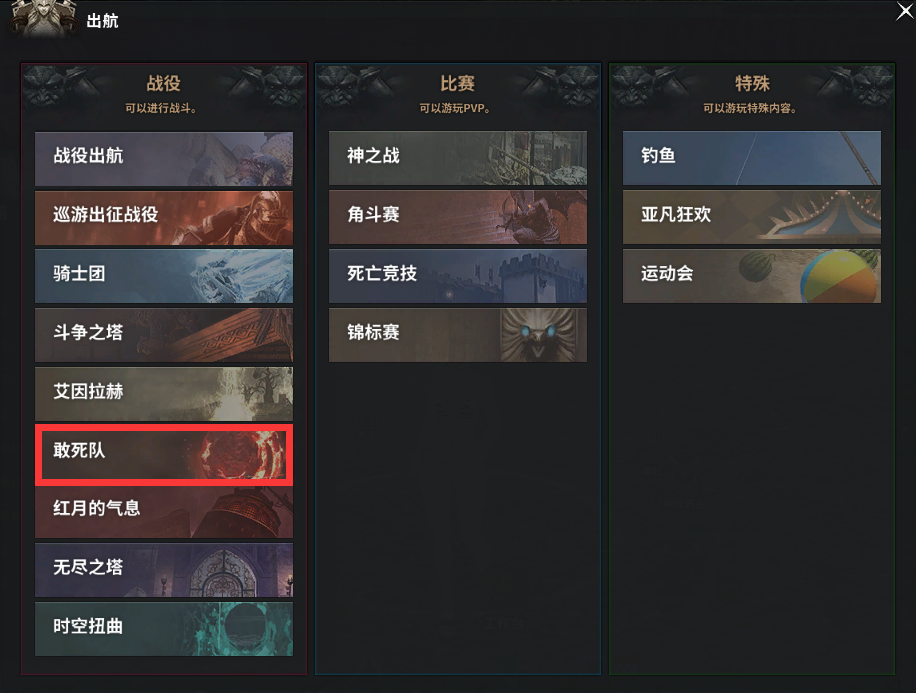 出航
战役
可以进行战斗。
战役出航
巡游出征战役
骑士团
斗争之塔
艾因拉赫
敢死队
红月的气息
无尽之塔
时空扭曲
比赛
可以游玩PVP。
神之战
角斗赛
死亡竞技
锦标赛
特殊
可以游玩特殊内容。
钓鱼
亚凡狂欢
运动会